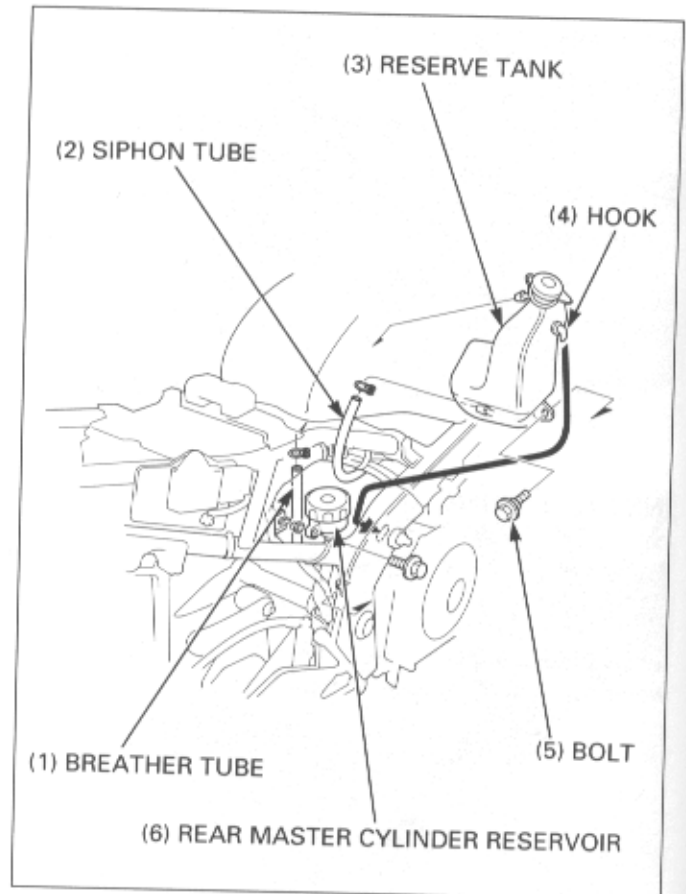 (3) RESERVE TANK
(2) SIPHON TUBE
(4) HOOK
(1) BREATHER TUBE
(5) BOLT
(6) REAR MASTER CYLINDER RESERVOIR